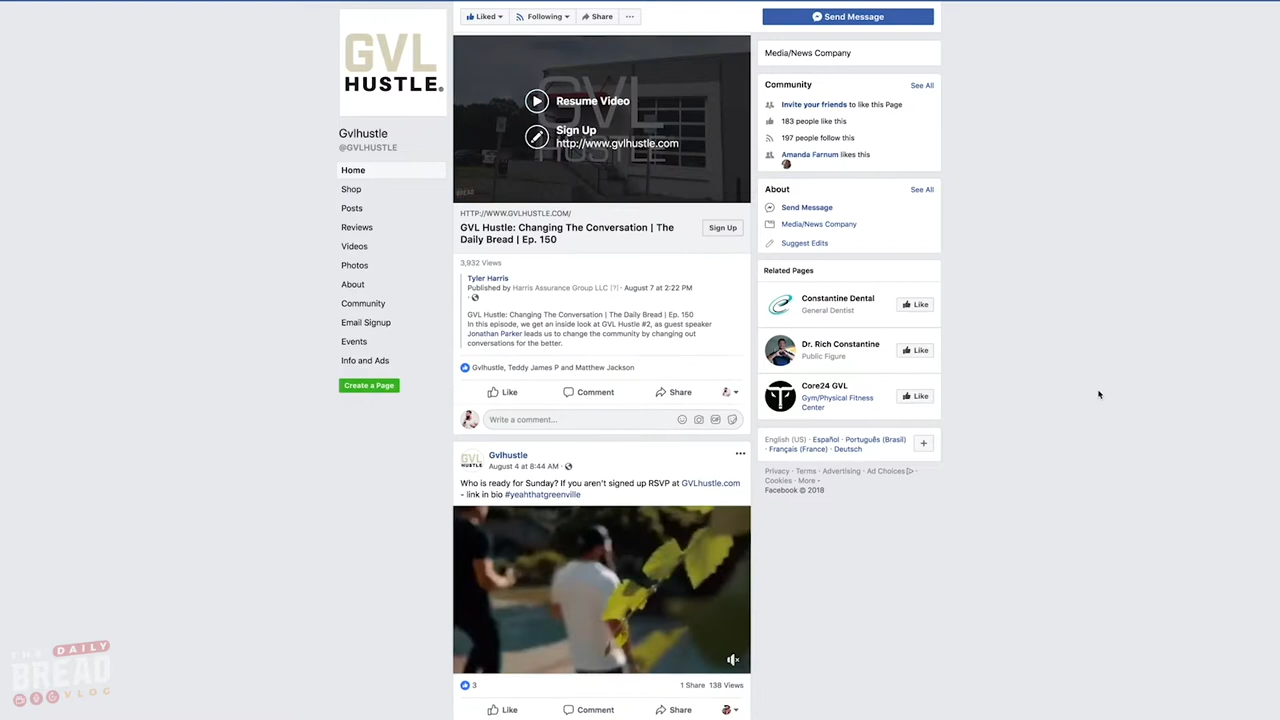 Liked
Following
Share
Send Message
GVL
HUSTLE.
Gvlhustle
@GVLHUSTLE
Home
Shop
Posts
Reviews
Videos
Photos
About
Community
Email Signup
Events
Info and Ads
Create a Page
GVL
HUSTLE
Resume Video
Sign Up
http://www.gvlhustle.com
BREAD
HTTP://WWW.GVLHUSTLE.COM/
GVL Hustle: Changing The Conversation | The
Daily Bread | Ep. 150
Sign Up
3,932 Views
Tyler Harris
Published by Harris Assurance Group LLC [?] · August 7 at 2:22 PM
GVL Hustle: Changing The Conversation | The Daily Bread | Ep. 150
In this episode, we get an inside look at GVL Hustle #2, as guest speaker
Jonathan Parker leads us to change the community by changing out
conversations for the better.
Gvlhustle, Teddy James P and Matthew Jackson
Like Comment Share
Write a comment...
GIF
GVL
HUSTLE
Gvlhustle
August 4 at 8:44 AM ·
Who is ready for Sunday? If you aren't signed up RSVP at GVLhustle.com
- link in bio #yeahthatgreenville
3
1 Share 138 Views
Like Comment Share
Media/News Company
Community
See All
Invite your friends to like this Page
183 people like this
197 people follow this
Amanda Farnum likes this
About
See All
Send Message
Media/News Company
Suggest Edits
Related Pages
Constantine Dental
General Dentist
Like
Dr. Rich Constantine
Public Figure
Like
Core24 GVL
Gym/Physical Fitness
Center
Like
English (US) · Español · Português (Brasil)
· Français (France) · Deutsch
Privacy · Terms · Advertising · Ad Choices ·
Cookies · More
Facebook © 2018
THE DAILY
BREAD
VLOG